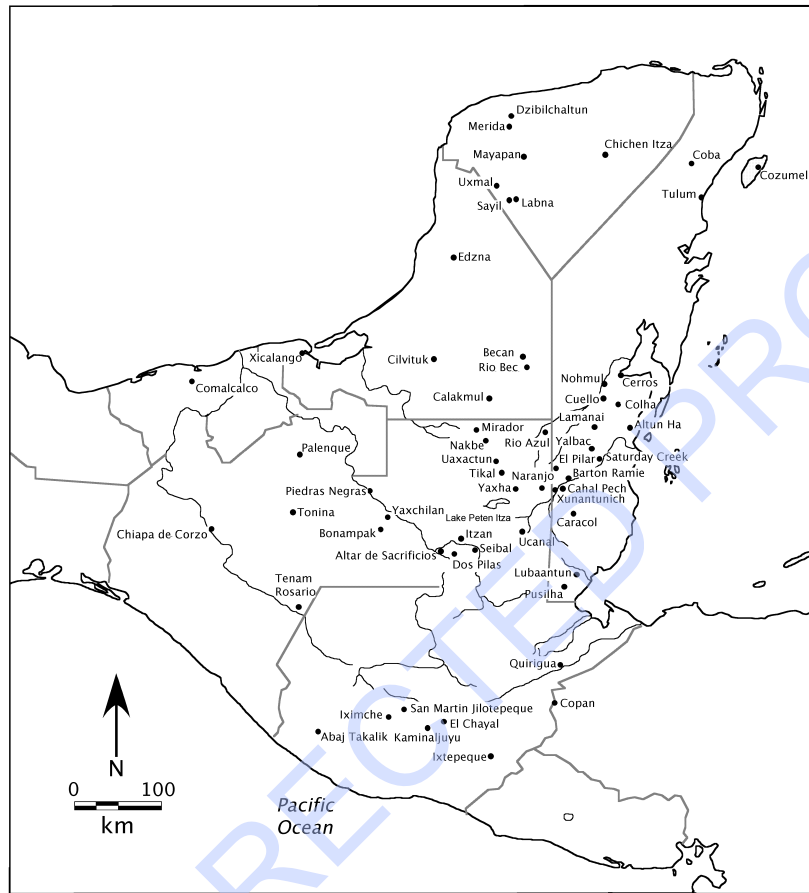 Dzibilchaltun
Merida
Mayapan
Chichen Itza
Coba
Cozumel
Uxmal
Sayil
Labna
Tulum
Edzna
Xicalango
Cilvituk
Becan
Rio Bec
Comalcalco
Calakmul
Nohmul
Cerros
Cuello
Colha
Lamanai
Altun Ha
Mirador
Nakbe
Rio Azul
Yalbac
Palenque
Uaxactun
El Pilar
Saturday Creek
Tikal
Naranjo
Barton Ramie
Piedras Negras
Yaxha
Cahal Pech
Xunantunich
Tonina
Yaxchilan
Lake Peten Itza
Caracol
Chiapa de Corzo
Bonampak
Itzan
Ucanal
Altar de Sacrificios
Seibal
Dos Pilas
Lubaantun
Tenam
Rosario
Pusilha
Quirigua
San Martin Jilotepeque
Copan
Iximche
El Chayal
Abaj Takalik
Kaminaljuyu
Ixtepeque
N
0 100
km
Pacific
Ocean
RECTED PRO